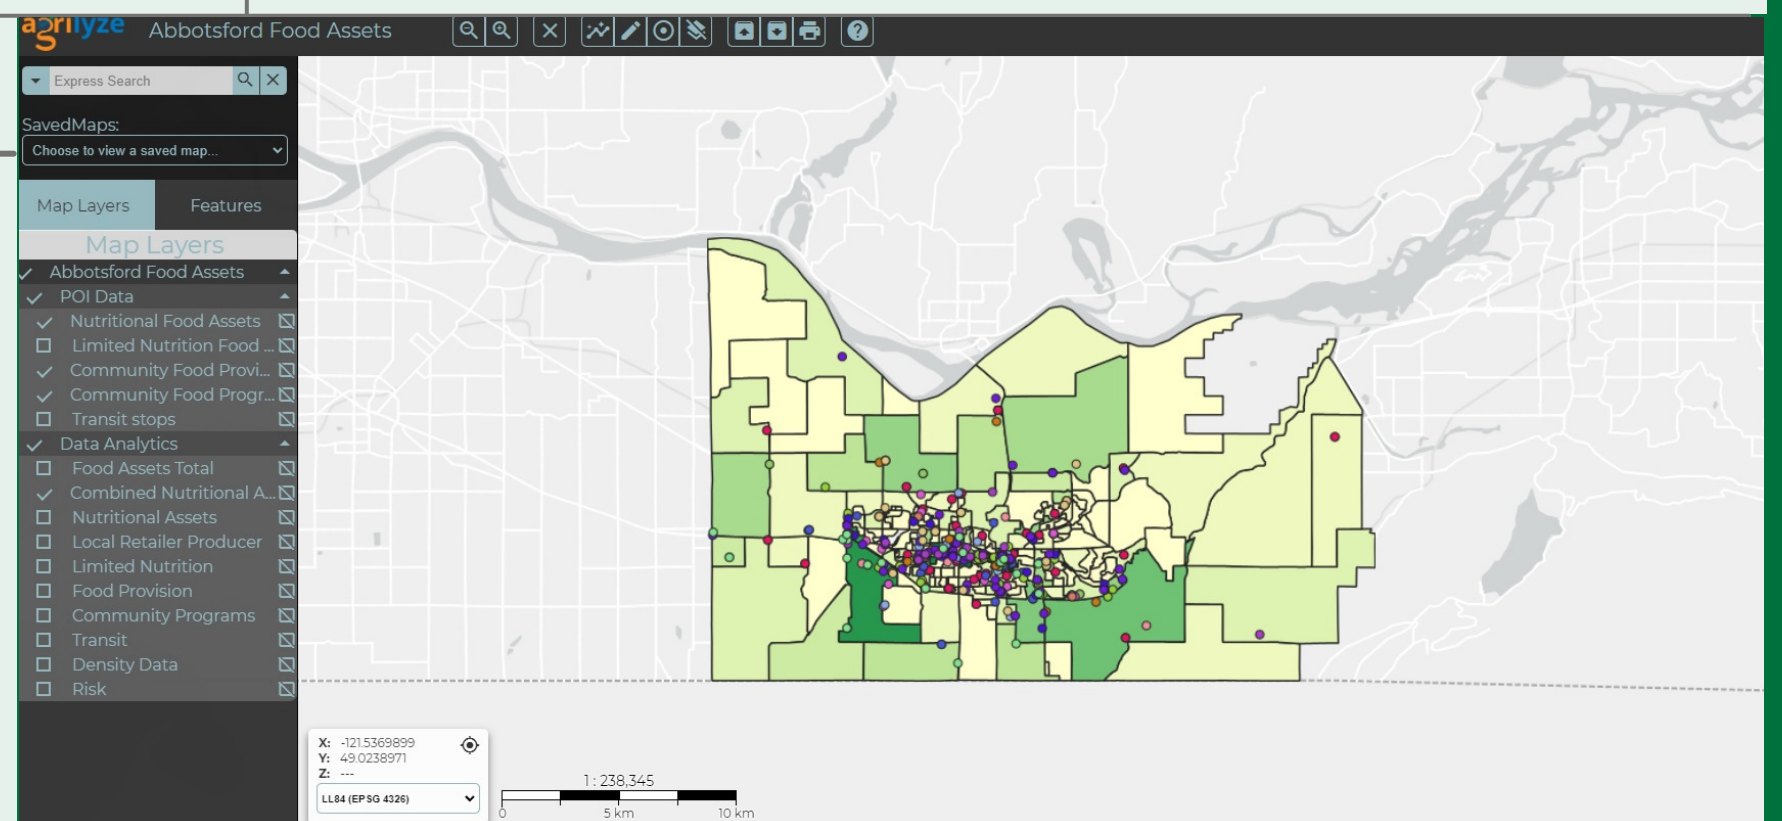 agrilyze
Abbotsford Food Assets
Express Search
SavedMaps:
Choose to view a saved map...
Map Layers
Features
Map Layers
Abbotsford Food Assets
POI Data
Nutritional Food Assets
Limited Nutrition Food ...
Community Food Provi...
Community Food Progr...
Transit stops
Data Analytics
Food Assets Total
Combined Nutritional A...
Nutritional Assets
Local Retailer Producer
Limited Nutrition
Food Provision
Community Programs
Transit
Density Data
Risk
X: -121.5369899
Y: 49.0238971
Z: ---
LL84 (EPSG 4326)
1 : 238,345
0 5 km 10 km